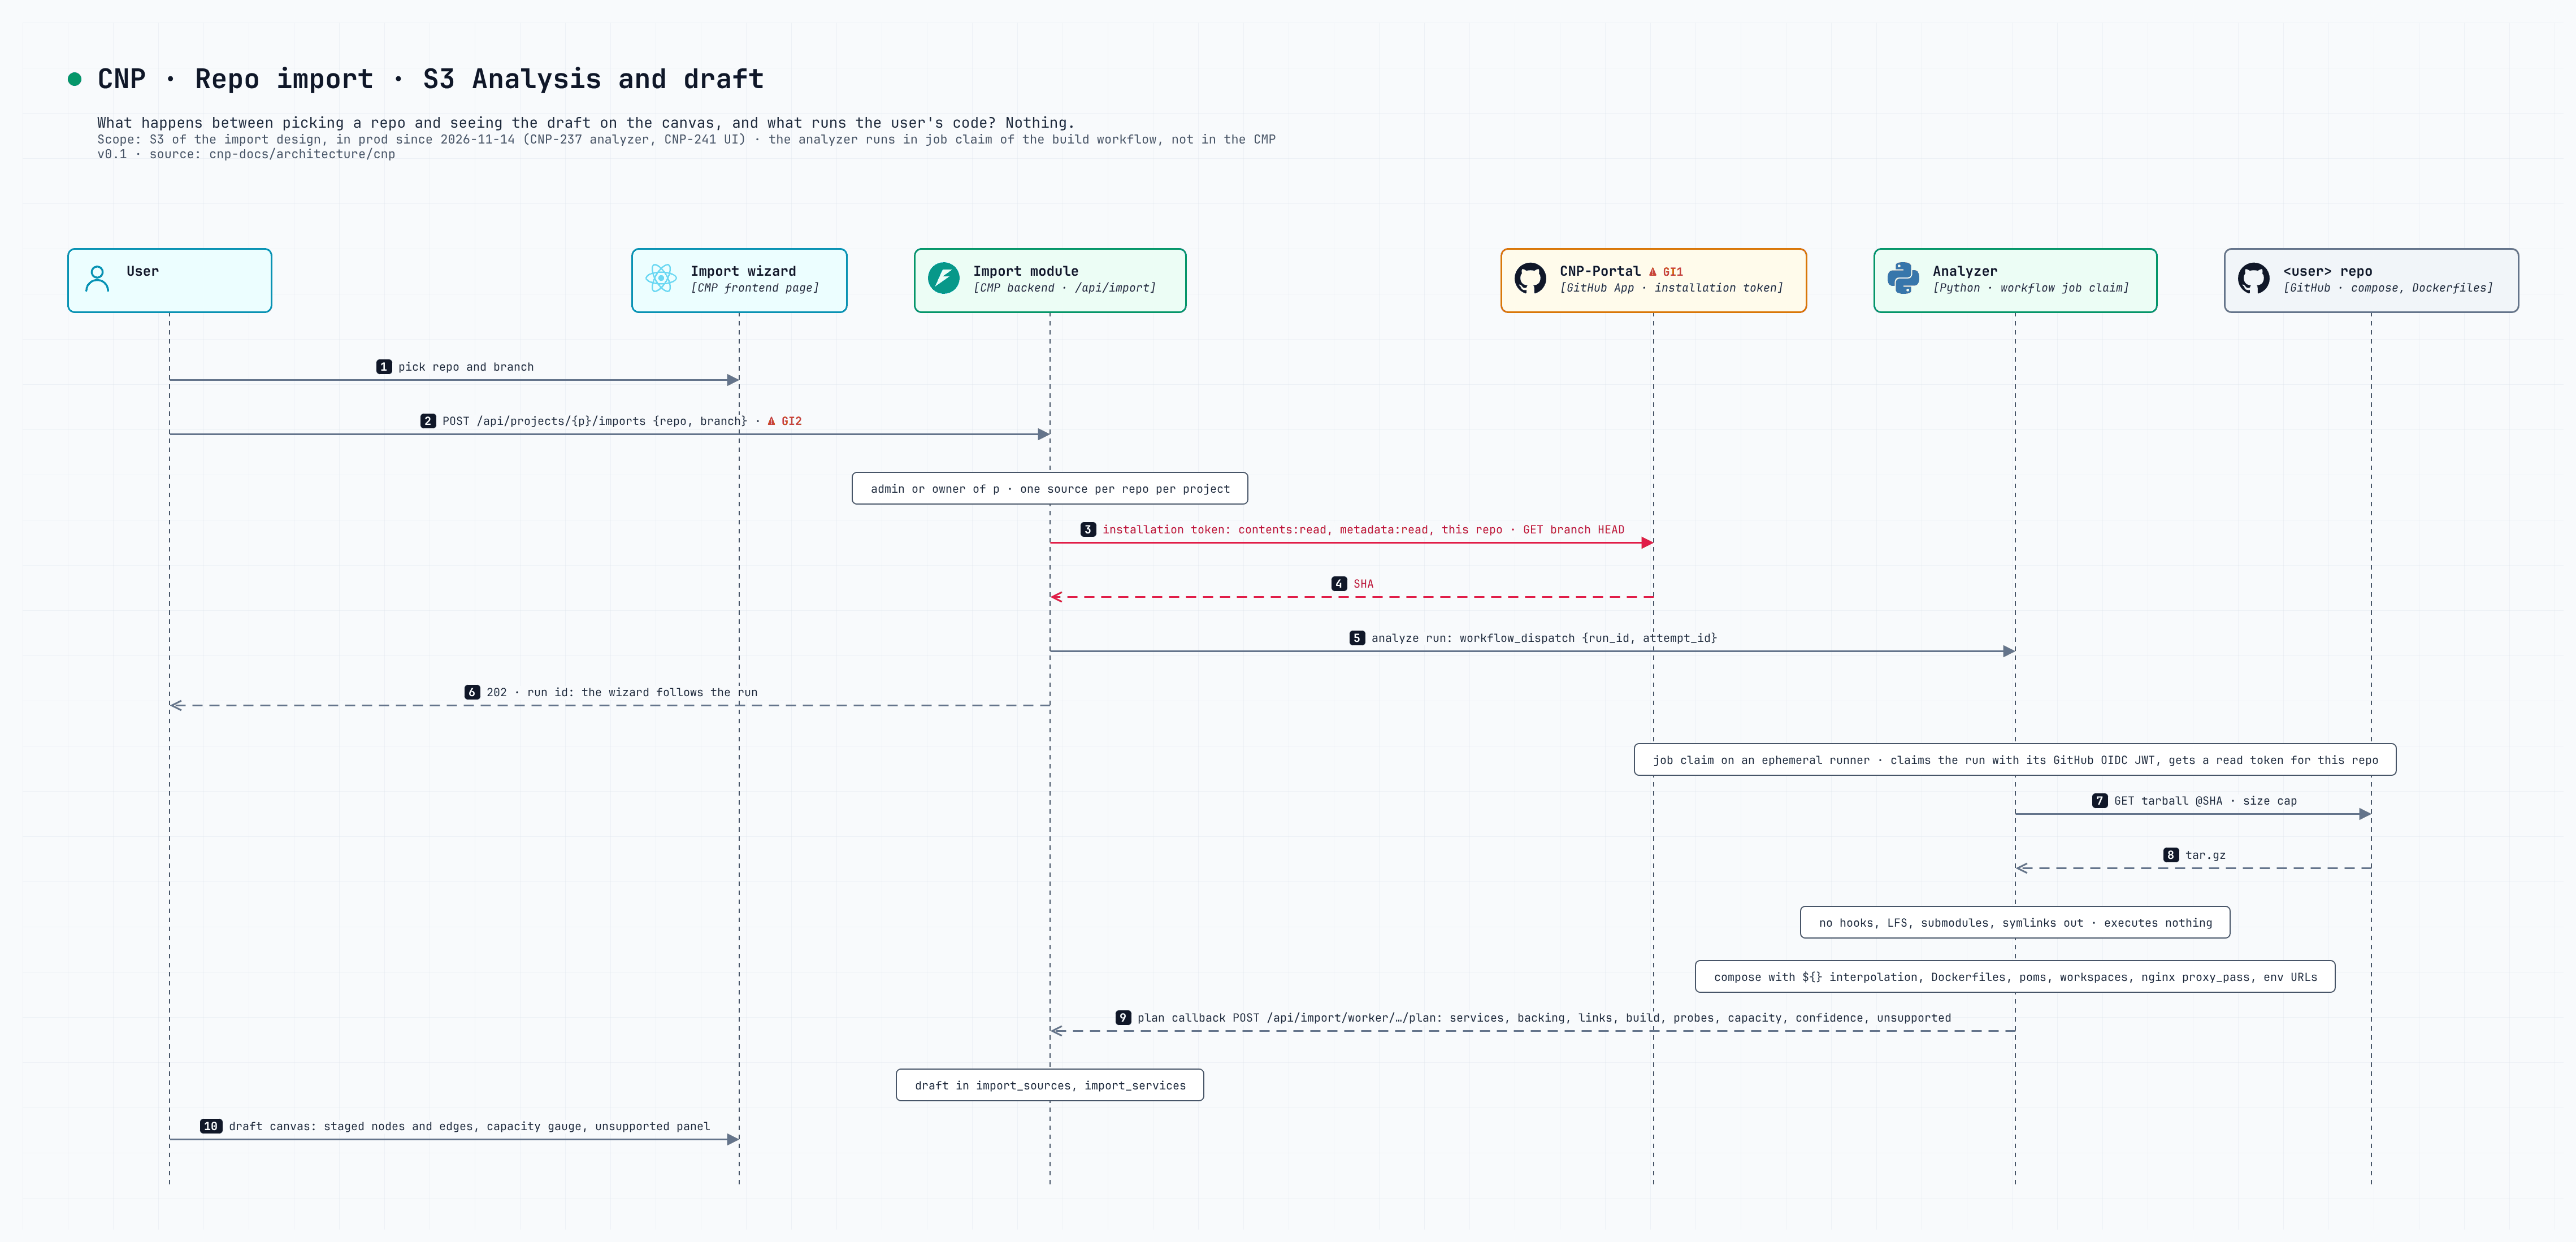 CNP · Repo import · S3 Analysis and draft
What happens between picking a repo and seeing the draft on the canvas, and what runs the user's code? Nothing.
Scope: S3 of the import design, in prod since 2026-11-14 (CNP-237 analyzer, CNP-241 UI) · the analyzer runs in job claim of the build workflow, not in the CMP
v0.1 · source: cnp-docs/architecture/cnp
User
Import wizard
[CMP frontend page]
Import module
[CMP backend · /api/import]
CNP-Portal ⚠ GI1
[GitHub App · installation token]
Analyzer
[Python · workflow job claim]
<user> repo
[GitHub · compose, Dockerfiles]
1 pick repo and branch
2 POST /api/projects/{p}/imports {repo, branch} · ⚠ GI2
admin or owner of p · one source per repo per project
3 installation token: contents:read, metadata:read, this repo · GET branch HEAD
4 SHA
5 analyze run: workflow_dispatch {run_id, attempt_id}
6 202 · run id: the wizard follows the run
job claim on an ephemeral runner · claims the run with its GitHub OIDC JWT, gets a read token for this repo
7 GET tarball @SHA · size cap
8 tar.gz
no hooks, LFS, submodules, symlinks out · executes nothing
compose with ${} interpolation, Dockerfiles, poms, workspaces, nginx proxy_pass, env URLs
9 plan callback POST /api/import/worker/…/plan: services, backing, links, build, probes, capacity, confidence, unsupported
draft in import_sources, import_services
10 draft canvas: staged nodes and edges, capacity gauge, unsupported panel